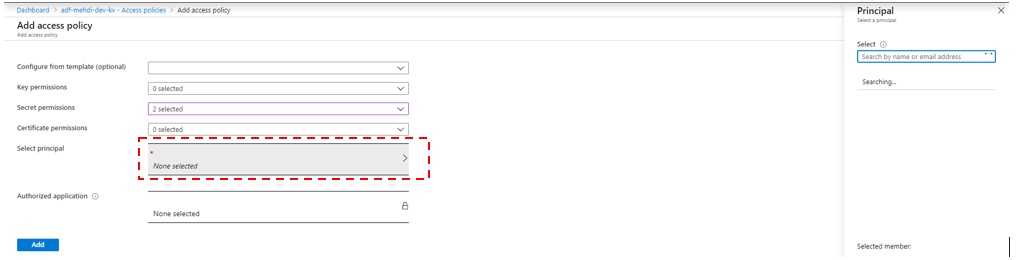 Dashboard > adf-mehdi-dev-kv - Access policies > Add access policy
Add access policy
Add access policy
Configure from template (optional)
Key permissions
0 selected
Secret permissions
2 selected
Certificate permissions
0 selected
Select principal
*
None selected
Authorized application
None selected
Add
Principal
Select a principal
Select
Search by name or email address
Searching...
Selected member: